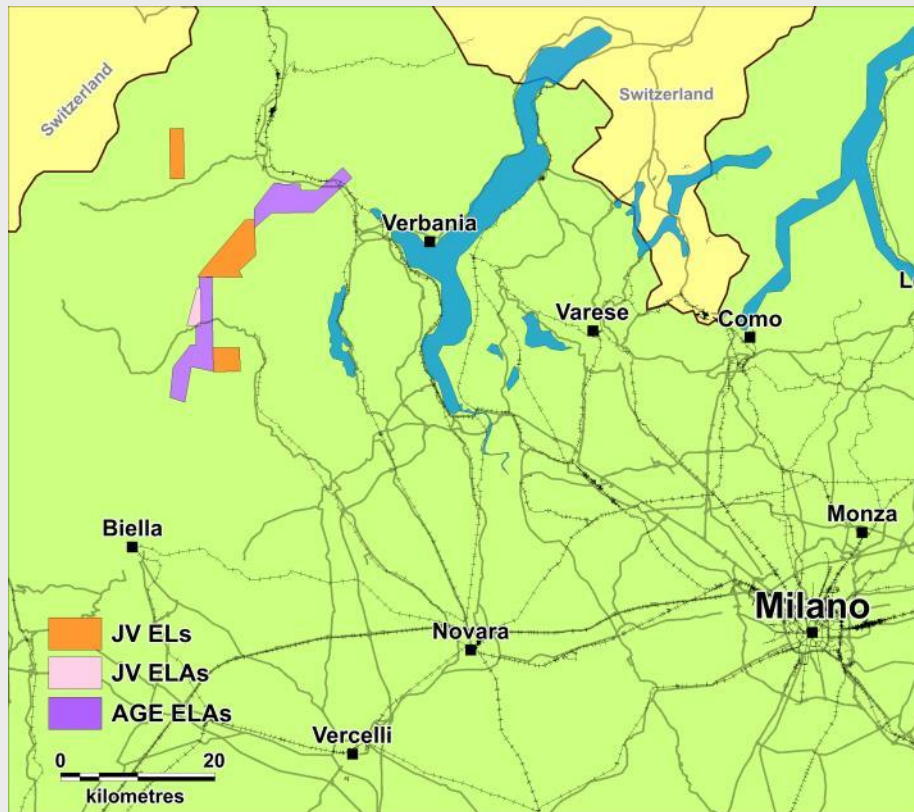 Switzerland
Switzerland
Verbania
Varese
Como
Biella
Monza
Milano
Novara
Vercelli
JV ELs
JV ELAs
AGE ELAs
0 20
kilometres